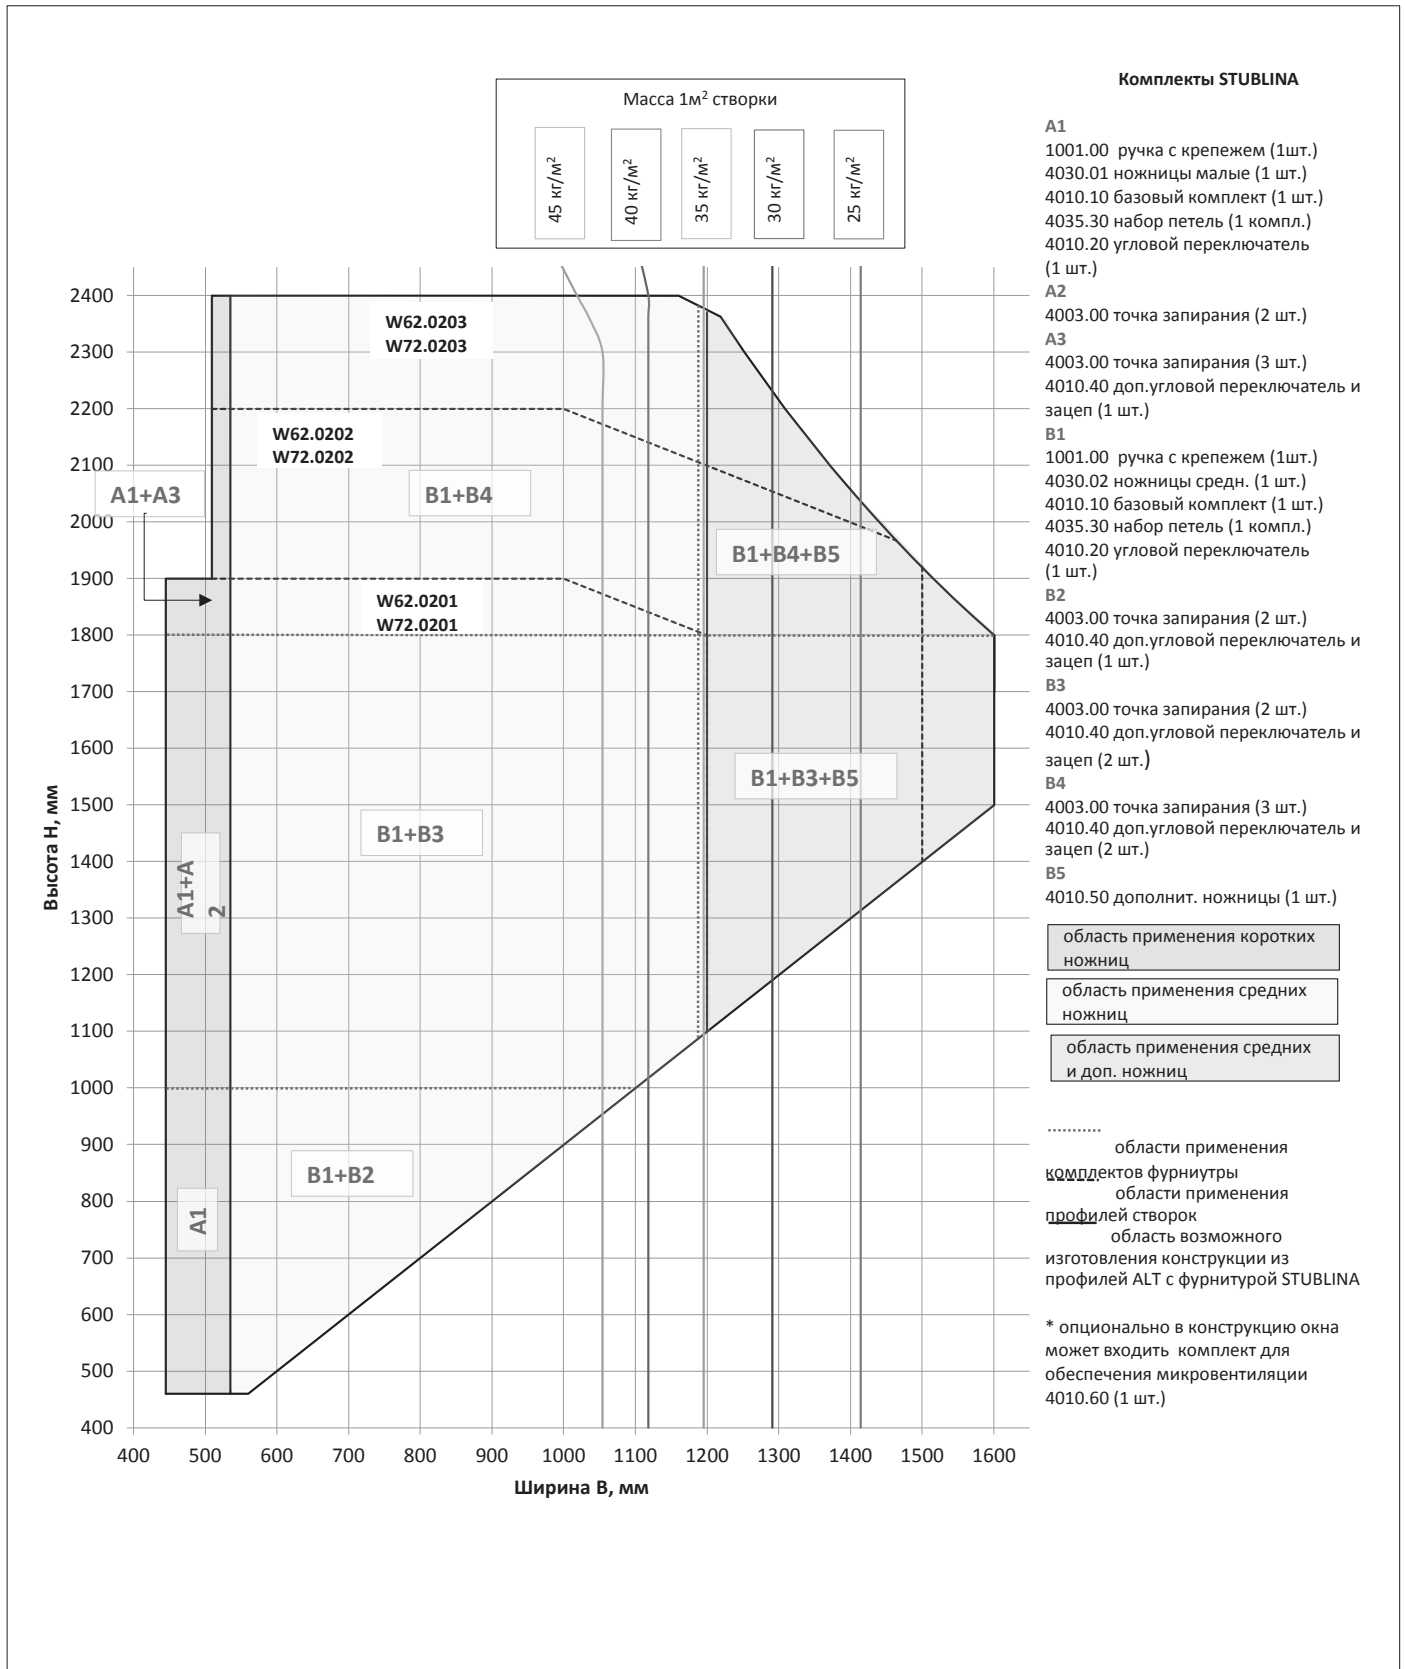 Масса 1м² створки
45 кг/м²
40 кг/м²
35 кг/м²
30 кг/м²
25 кг/м²
Высота H, мм
2400
2300
2200
2100
2000
1900
1800
1700
1600
1500
1400
1300
1200
1100
1000
900
800
700
600
500
400
W62.0203
W72.0203
W62.0202
W72.0202
A1+A3
B1+B4
B1+B4+B5
W62.0201
W72.0201
B1+B3+B5
B1+B3
A1+A
2
B1+B2
A1
400 500 600 700 800 900 1000 1100 1200 1300 1400 1500 1600
Ширина B, мм
Комплекты STUBLINA
A1
1001.00 ручка с крепежем (1шт.)
4030.01 ножницы малые (1 шт.)
4010.10 базовый комплект (1 шт.)
4035.30 набор петель (1 компл.)
4010.20 угловой переключатель
(1 шт.)
A2
4003.00 точка запирания (2 шт.)
A3
4003.00 точка запирания (3 шт.)
4010.40 доп.угловой переключатель и
зацеп (1 шт.)
B1
1001.00 ручка с крепежем (1шт.)
4030.02 ножницы средн. (1 шт.)
4010.10 базовый комплект (1 шт.)
4035.30 набор петель (1 компл.)
4010.20 угловой переключатель
(1 шт.)
B2
4003.00 точка запирания (2 шт.)
4010.40 доп.угловой переключатель и
зацеп (1 шт.)
B3
4003.00 точка запирания (2 шт.)
4010.40 доп.угловой переключатель и
зацеп (2 шт.)
B4
4003.00 точка запирания (3 шт.)
4010.40 доп.угловой переключатель и
зацеп (2 шт.)
B5
4010.50 дополнит. ножницы (1 шт.)
область применения коротких
ножниц
область применения средних
ножниц
область применения средних
и доп. ножниц
области применения
комплектов фурниутры
области применения
профилей створок
область возможного
изготовления конструкции из
профилей ALT с фурнитурой STUBLINA
* опционально в конструкцию окна
может входить комплект для
обеспечения микровентиляции
4010.60 (1 шт.)